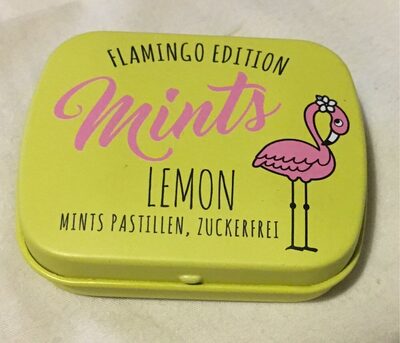 FLAMINGO EDITION
Mints
LEMON
MINTS PASTILLEN, ZUCKERFREI